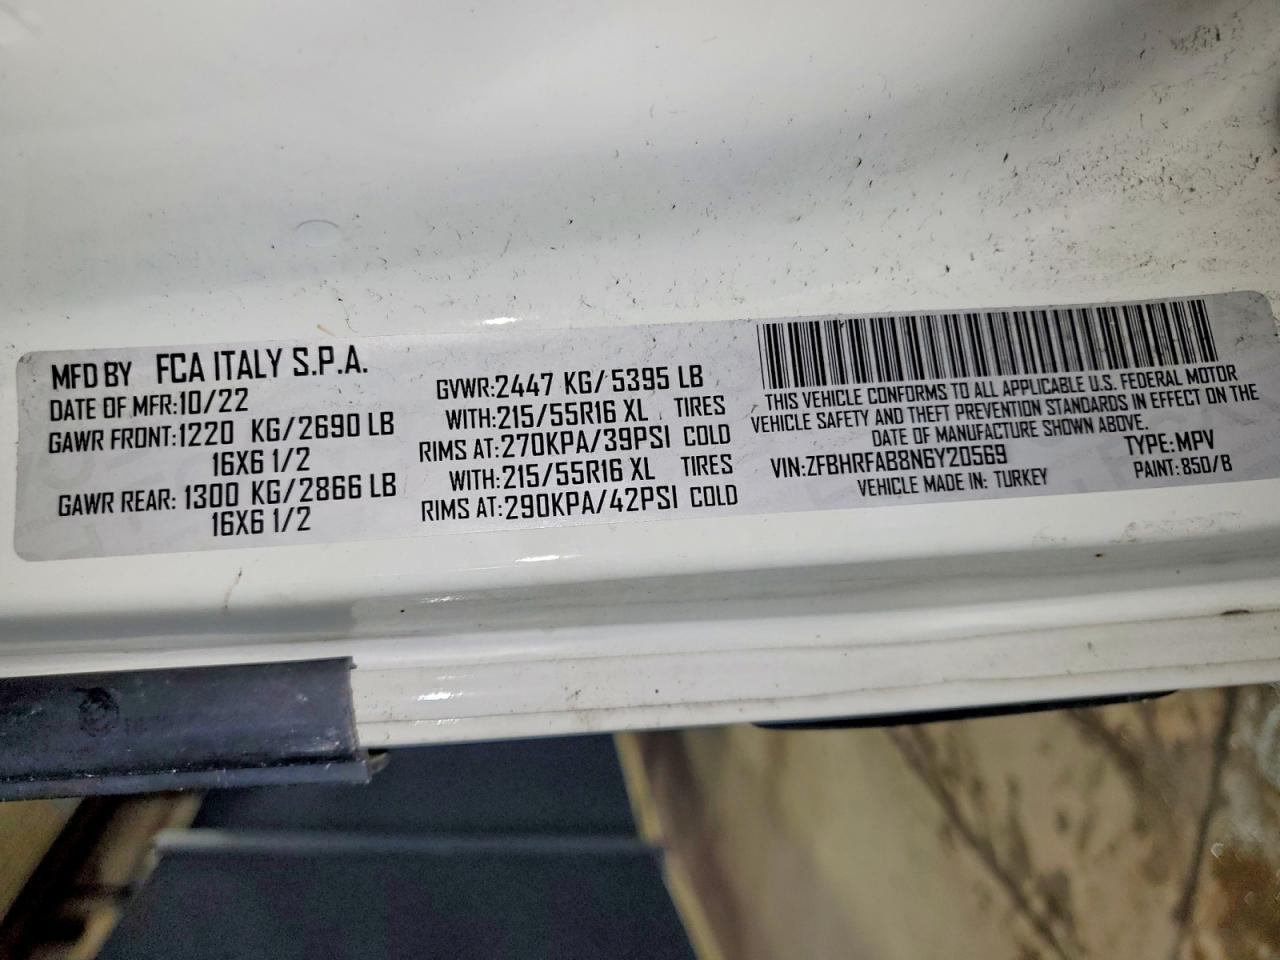 MFD BY FCA ITALY S.P.A.
DATE OF MFR:10/22
GAWR FRONT:1220 KG/2690 LB
16X6 1/2
GAWR REAR: 1300 KG/2866 LB
16X6 1/2
GVWR:2447 KG/5395 LB
WITH:215/55R16 XL TIRES
RIMS AT:270KPA/39PSI COLD
WITH:215/55R16 XL TIRES
RIMS AT:290KPA/42PSI COLD
THIS VEHICLE CONFORMS TO ALL APPLICABLE U.S. FEDERAL MOTOR
VEHICLE SAFETY AND THEFT PREVENTION STANDARDS IN EFFECT ON THE
DATE OF MANUFACTURE SHOWN ABOVE.
VIN:ZFBHRFAB8N6Y20569 TYPE:MPV
VEHICLE MADE IN: TURKEY PAINT: 850/B